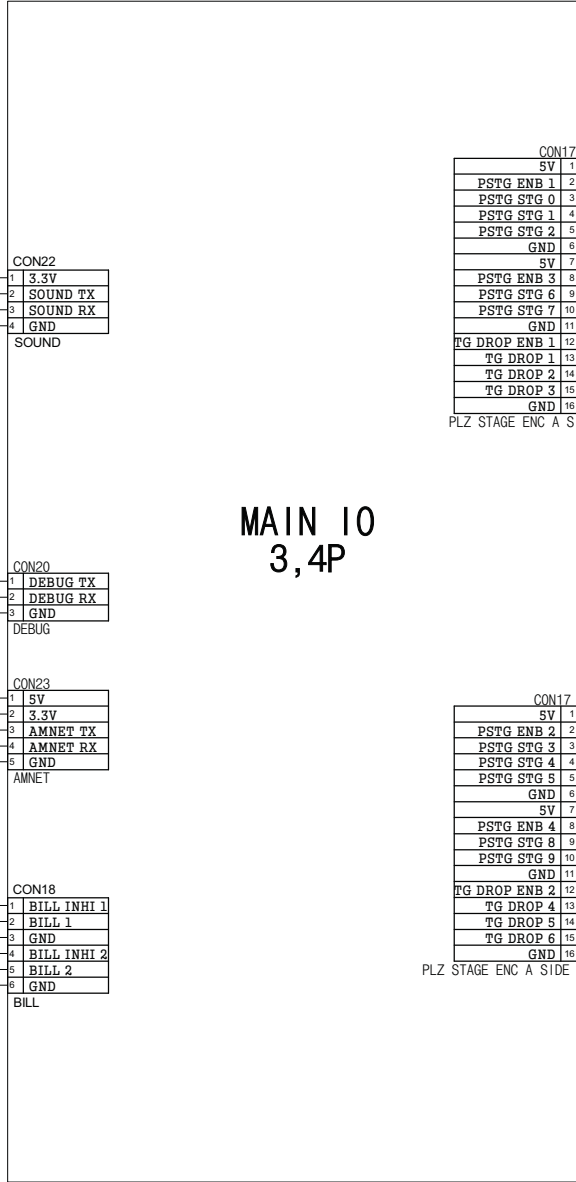 CON17
5V 1
PSTG ENB 1 2
PSTG STG 0 3
PSTG STG 1 4
PSTG STG 2 5
GND 6
5V 7
PSTG ENB 3 8
PSTG STG 6 9
PSTG STG 7 10
GND 11
TG DROP ENB 1 12
TG DROP 1 13
TG DROP 2 14
TG DROP 3 15
GND 16
PLZ STAGE ENC A S
CON22
1 3.3V
2 SOUND TX
3 SOUND RX
4 GND
SOUND
MAIN IO
3,4P
CON20
1 DEBUG TX
2 DEBUG RX
3 GND
DEBUG
CON23
1 5V
2 3.3V
3 AMNET TX
4 AMNET RX
5 GND
AMNET
CON17
5V 1
PSTG ENB 2 2
PSTG STG 3 3
PSTG STG 4 4
PSTG STG 5 5
GND 6
5V 7
PSTG ENB 4 8
PSTG STG 8 9
PSTG STG 9 10
GND 11
TG DROP ENB 2 12
TG DROP 4 13
TG DROP 5 14
TG DROP 6 15
GND 16
PLZ STAGE ENC A SIDE
CON18
1 BILL INHI 1
2 BILL 1
3 GND
4 BILL INHI 2
5 BILL 2
6 GND
BILL